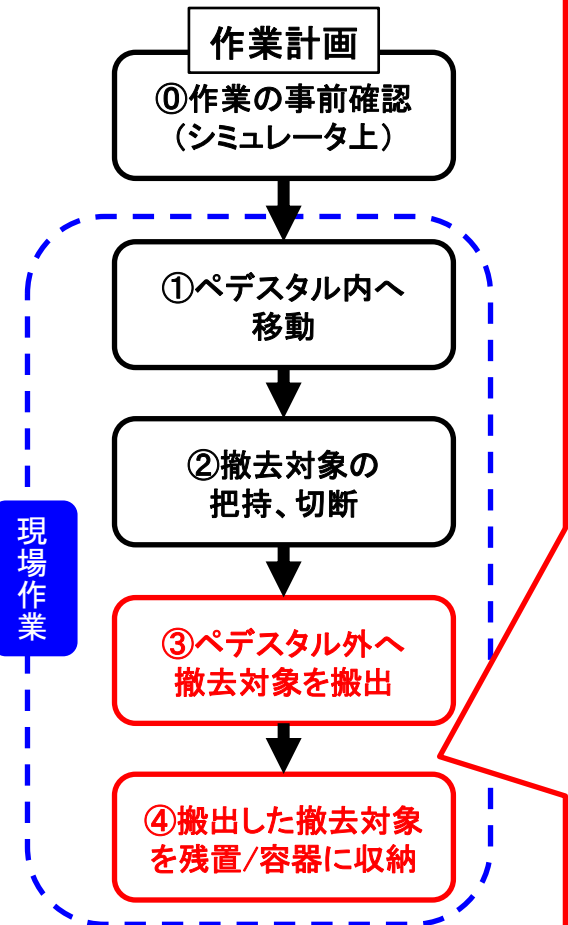 作業計画
⓪作業の事前確認
(シミュレータ上)
①ペデスタル内へ
移動
②撤去対象の
把持、切断
現場作業
③ペデスタル外へ
撤去対象を搬出
④搬出した撤去対象
を残置/容器に収納